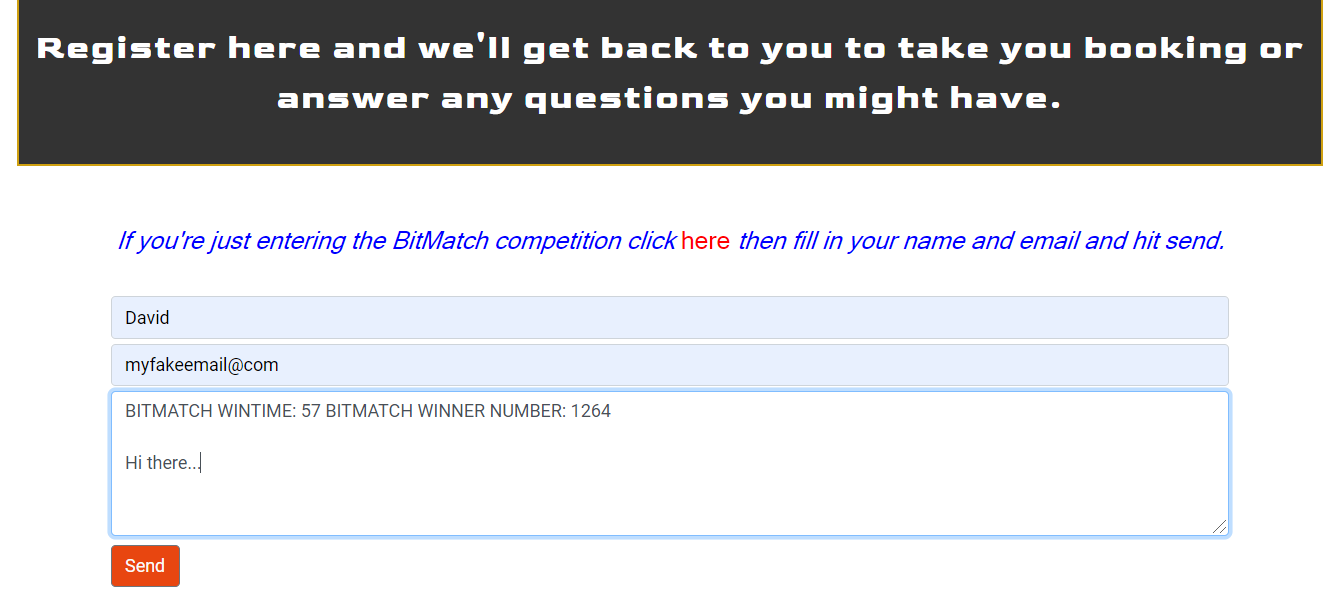 Register here and we'll get back to you to take you booking or
answer any questions you might have.
If you're just entering the BitMatch competition click here then fill in your name and email and hit send.
David
myfakeemail@com
BITMATCH WINTIME: 57 BITMATCH WINNER NUMBER: 1264
Hi there...
Send